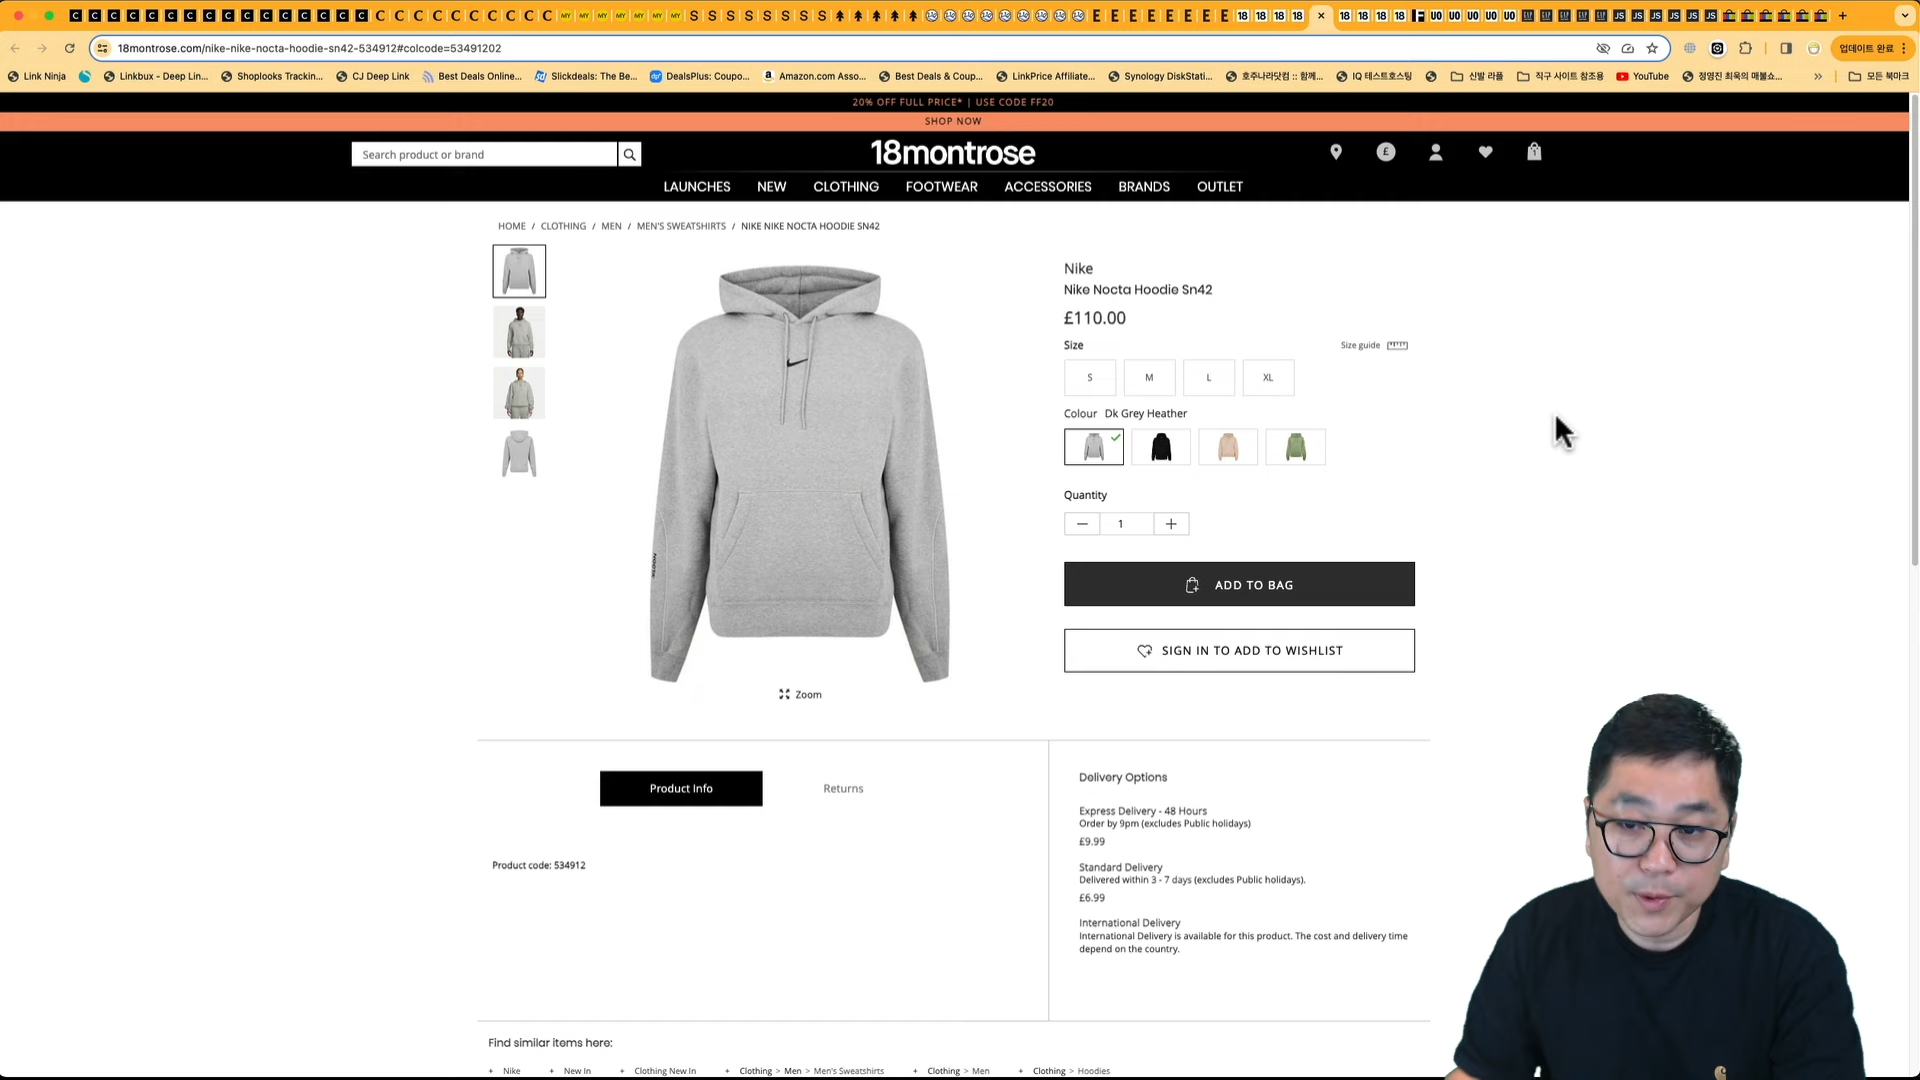 18montrose.com/nike-nike-nocta-hoodie-sn42-534912#colcode=53491202
업데이트 완료
Link Ninja
Linkbux - Deep Lin...
Shoplooks Trackin...
CJ Deep Link
Best Deals Online...
Slickdeals: The Be...
DealsPlus: Coupo...
Amazon.com Asso...
Best Deals & Coup...
LinkPrice Affiliate...
Synology DiskStati...
호주나라닷컴 :: 함께...
IQ 테스트호스팅
신발 라플
직구 사이트 참조용
YouTube
정영진 최욱의 매불쇼...
모든 북마크
20% OFF FULL PRICE* | USE CODE FF20
SHOP NOW
Search product or brand
18montrose
£
1
LAUNCHES NEW CLOTHING FOOTWEAR ACCESSORIES BRANDS OUTLET
HOME / CLOTHING / MEN / MEN'S SWEATSHIRTS / NIKE NIKE NOCTA HOODIE SN42
Nike
Nike Nocta Hoodie Sn42
£110.00
Size
Size guide
S M L XL
Colour Dk Grey Heather
Quantity
1
ADD TO BAG
SIGN IN TO ADD TO WISHLIST
Zoom
Product Info
Returns
Product code: 534912
Delivery Options
Express Delivery - 48 Hours
Order by 9pm (excludes Public holidays)
£9.99
Standard Delivery
Delivered within 3 - 7 days (excludes Public holidays).
£6.99
International Delivery
International Delivery is available for this product. The cost and delivery time
depend on the country.
Find similar items here:
+ Nike + New In + Clothing New In + Clothing > Men > Men's Sweatshirts + Clothing > Men + Clothing > Hoodies